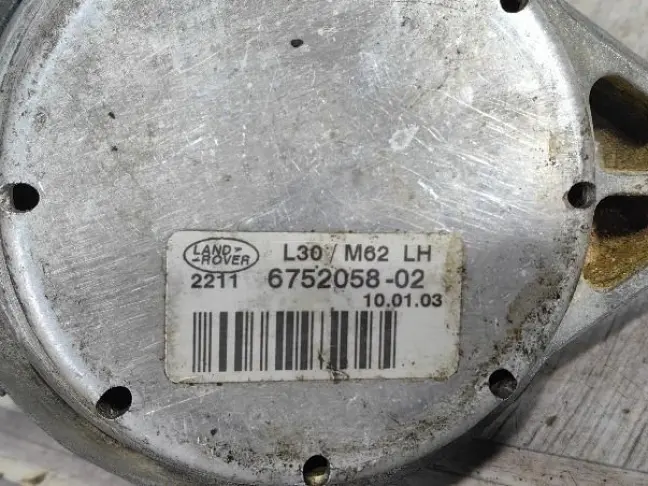 LAND-
-ROVER
L30 / M62 LH
2211 6752058-02
10.01.03